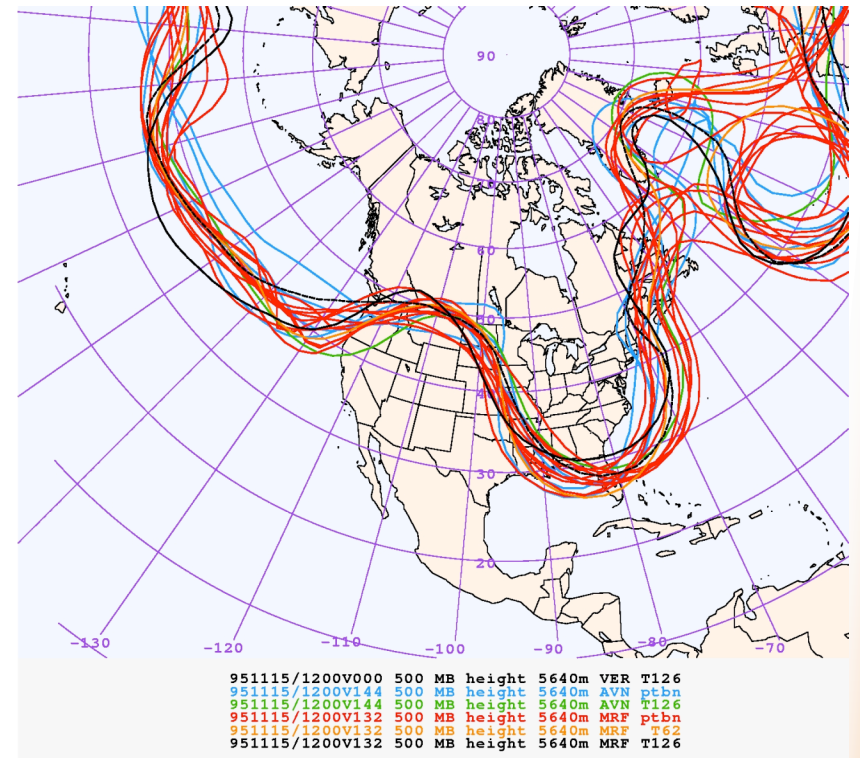 90
80
70
60
50
40
30
20
-130
-120
-110
-100
-90
-80
-70
951115/1200V000 500 MB height 5640m VER T126
951115/1200V144 500 MB height 5640m AVN ptbn
951115/1200V144 500 MB height 5640m AVN T126
951115/1200V132 500 MB height 5640m MRF ptbn
951115/1200V132 500 MB height 5640m MRF T62
951115/1200V132 500 MB height 5640m MRF T126